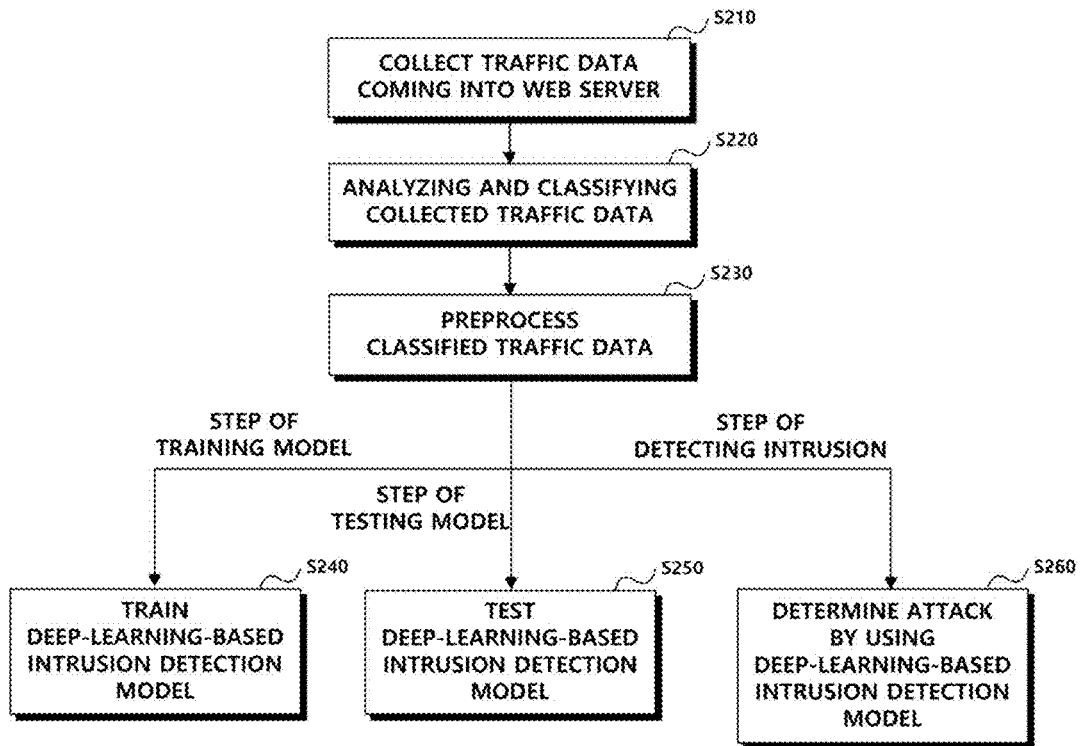 S210
COLLECT TRAFFIC DATA
COMING INTO WEB SERVER
S220
ANALYZING AND CLASSIFYING
COLLECTED TRAFFIC DATA
S230
PREPROCESS
CLASSIFIED TRAFFIC DATA
STEP OF
TRAINING MODEL
STEP OF
TESTING MODEL
STEP OF
DETECTING INTRUSION
S240
TRAIN
DEEP-LEARNING-BASED
INTRUSION DETECTION
MODEL
S250
TEST
DEEP-LEARNING-BASED
INTRUSION DETECTION
MODEL
S260
DETERMINE ATTACK
BY USING
DEEP-LEARNING-BASED
INTRUSION DETECTION
MODEL